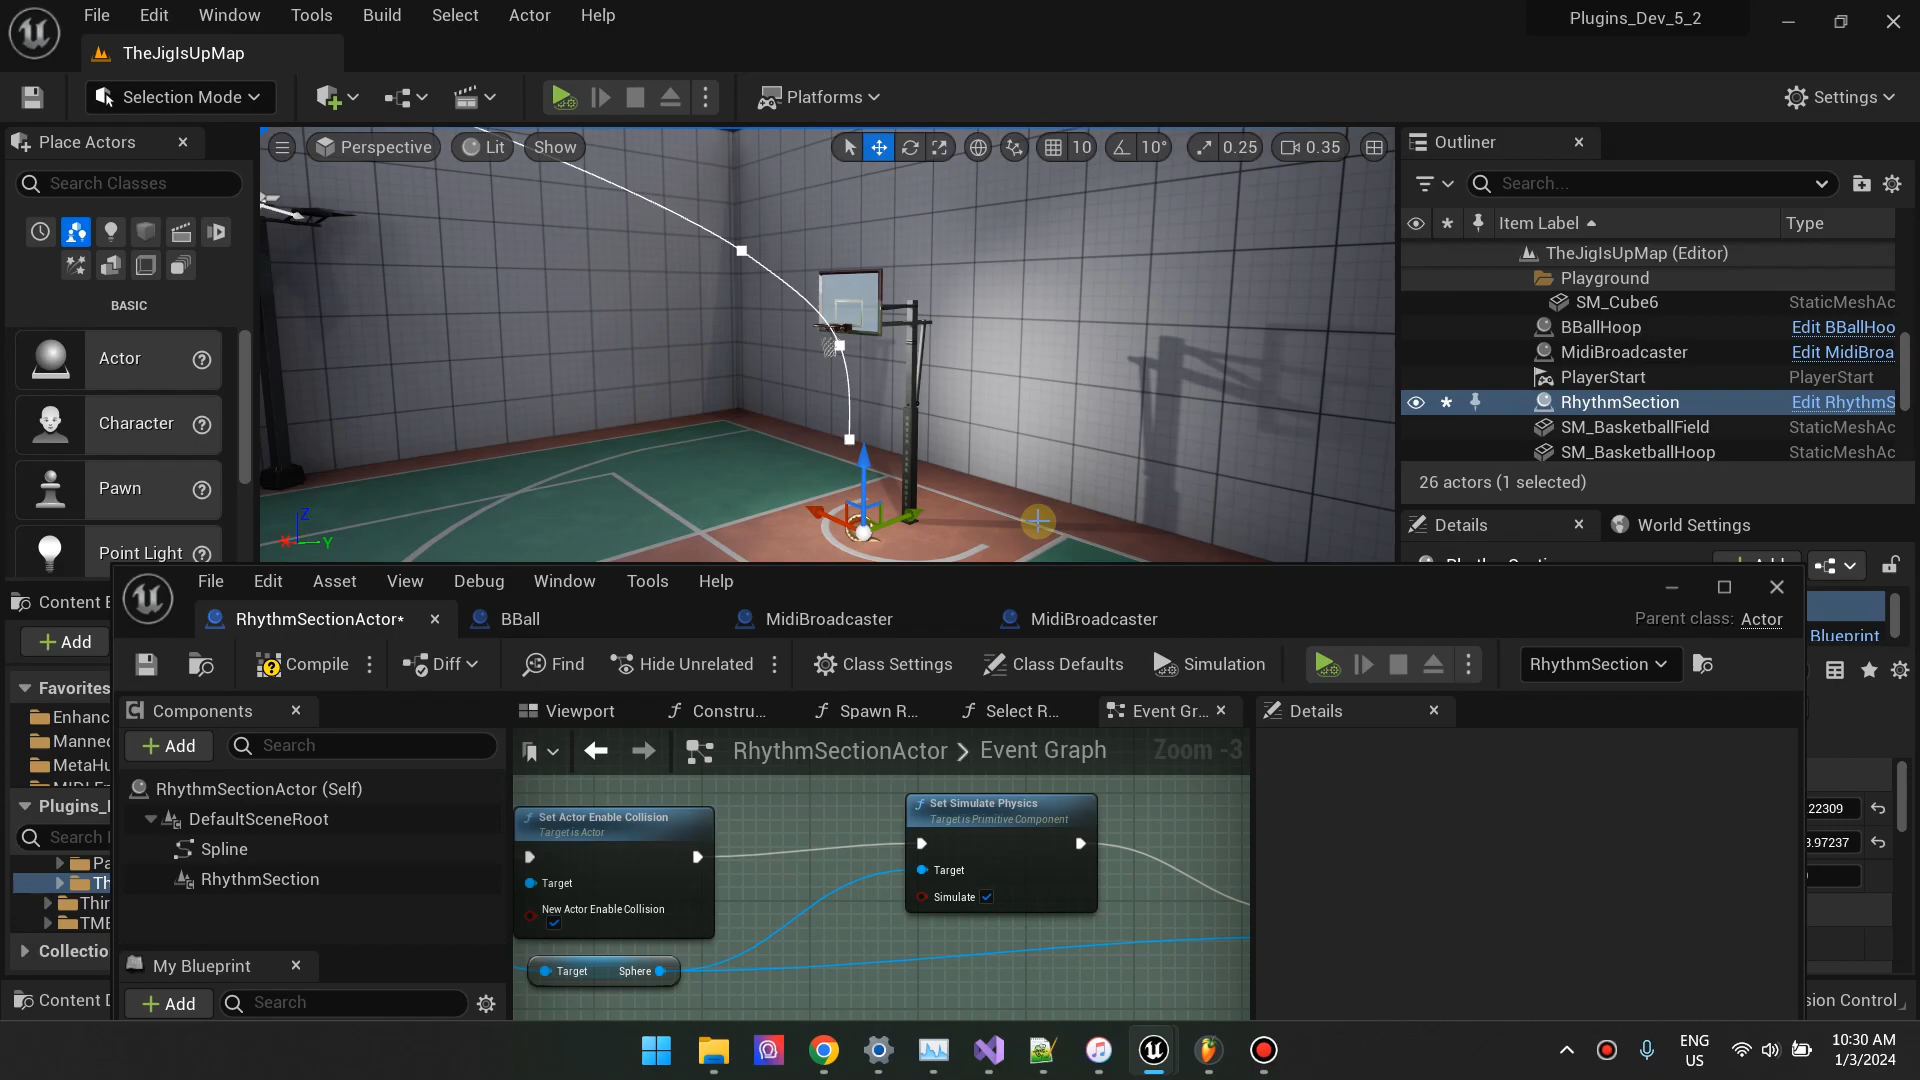 File Edit Window Tools Build Select Actor Help
Plugins_Dev_5_2
TheJigIsUpMap
Selection Mode
Platforms
Settings
Place Actors
Search Classes
BASIC
Actor
Character
Pawn
Point Light
Perspective
Lit
Show
10
10°
0.25
0.35
X
Y
Z
Outliner
Search...
Item Label
Type
TheJigIsUpMap (Editor)
Playground
SM_Cube6 StaticMeshAc
BBallHoop Edit BBallHoo
MidiBroadcaster Edit MidiBroa
PlayerStart PlayerStart
RhythmSection Edit RhythmS
SM_BasketballField StaticMeshAc
SM_BasketballHoop StaticMeshAc
26 actors (1 selected)
Details
World Settings
Blueprint
22309
3.97237
sion Control
Content B
Add
Favorites
Enhanc
Manne
MetaHu
Plugins_
Search
Pa
Th
Thir
TME
Collectio
Content D
File Edit Asset View Debug Window Tools Help
RhythmSectionActor*
BBall
MidiBroadcaster
MidiBroadcaster
Parent class: Actor
Compile
Diff
Find
Hide Unrelated
Class Settings
Class Defaults
Simulation
RhythmSection
Components
Add
Search
RhythmSectionActor (Self)
DefaultSceneRoot
Spline
RhythmSection
My Blueprint
Add
Search
Viewport
Constru...
Spawn R...
Select R...
Event Gr...
Details
RhythmSectionActor > Event Graph
Zoom -3
Set Actor Enable Collision
Target is Actor
Target
New Actor Enable Collision
Target Sphere
Set Simulate Physics
Target is Primitive Component
Target
Simulate
ENG
US
10:30 AM
1/3/2024